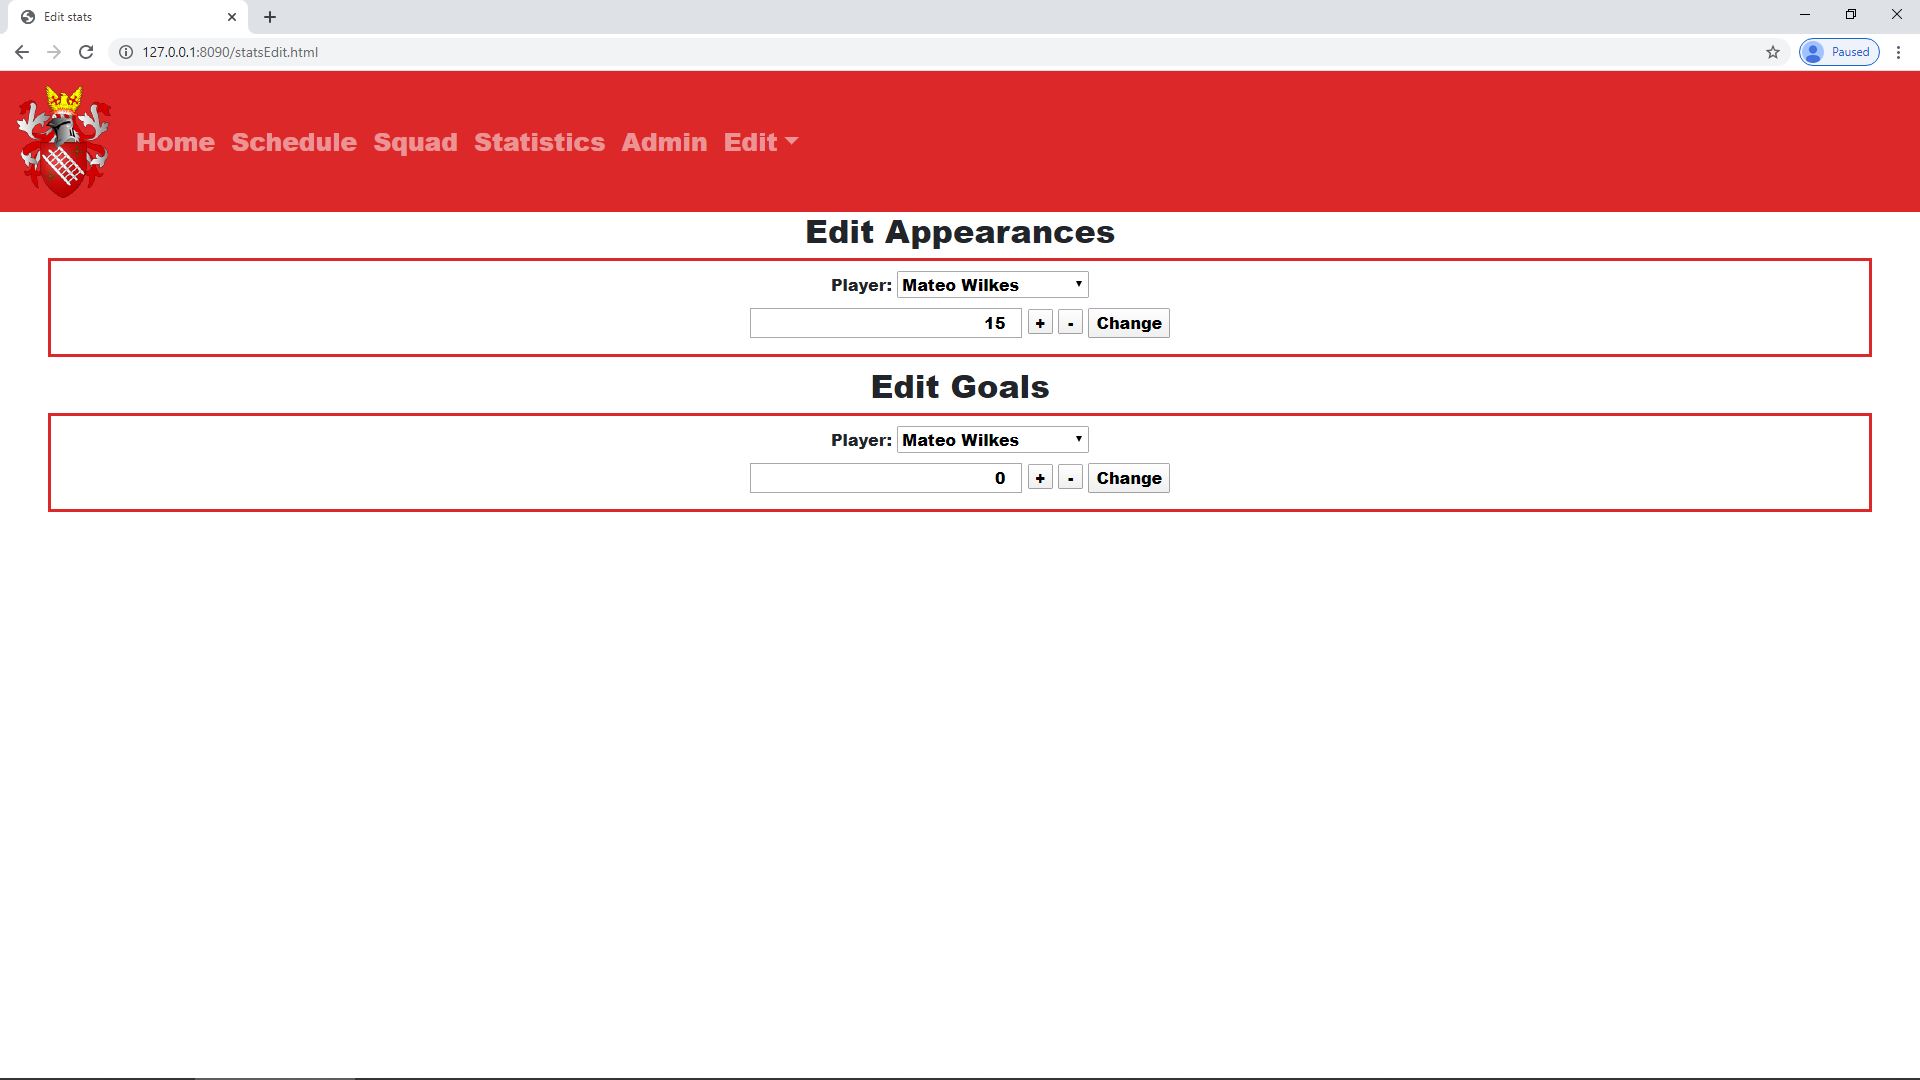 Edit stats
127.0.0.1:8090/statsEdit.html
Paused
Home Schedule Squad Statistics Admin Edit
Edit Appearances
Player: Mateo Wilkes
15 + - Change
Edit Goals
Player: Mateo Wilkes
0 + - Change